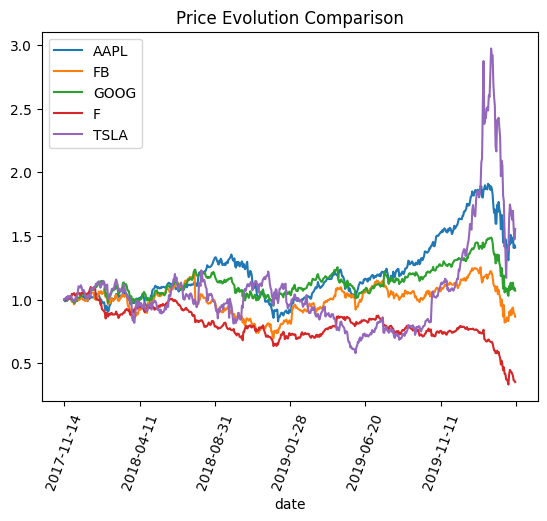 Price Evolution Comparison
AAPL
FB
GOOG
F
TSLA
3.0
2.5
2.0
1.5
1.0
0.5
2017-11-14
2018-04-11
2018-08-31
2019-01-28
2019-06-20
2019-11-11
date